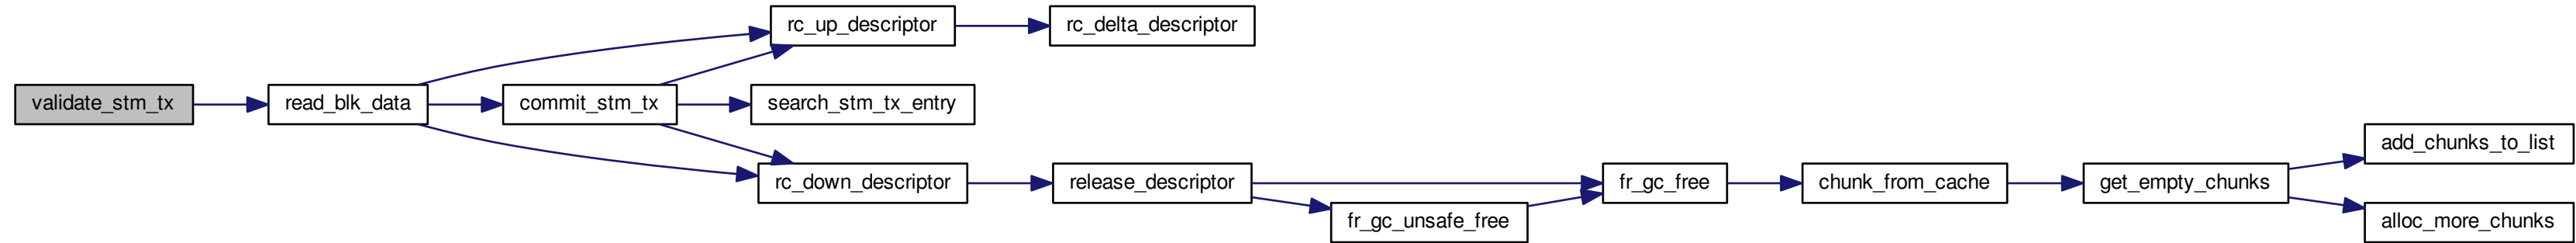 rc_up_descriptor
rc_delta_descriptor
validate_stm_tx
read_blk_data
commit_stm_tx
search_stm_tx_entry
add_chunks_to_list
rc_down_descriptor
release_descriptor
fr_gc_free
chunk_from_cache
get_empty_chunks
fr_gc_unsafe_free
alloc_more_chunks